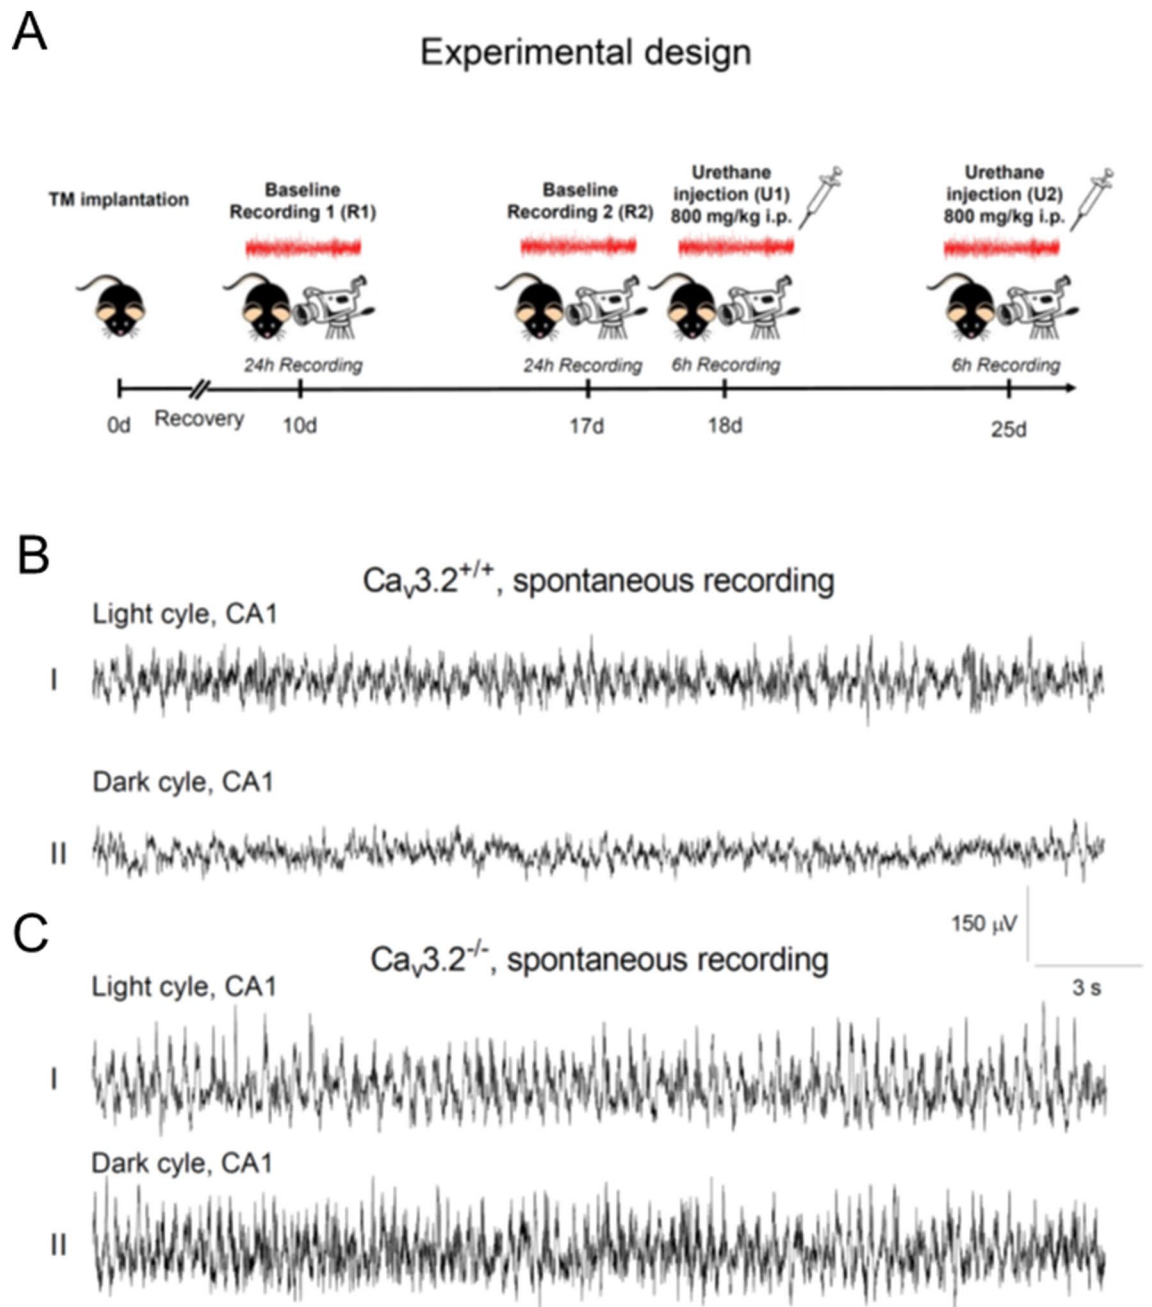 A
Experimental design
TM implantation
Baseline
Recording 1 (R1)
Baseline
Recording 2 (R2)
Urethane
injection (U1)
800 mg/kg i.p.
Urethane
injection (U2)
800 mg/kg i.p.
24h Recording
24h Recording
6h Recording
6h Recording
0d
Recovery
10d
17d
18d
25d
B
Cav3.2+/+, spontaneous recording
Light cyle, CA1
I
Dark cyle, CA1
II
150 μV
3 s
C
Cav3.2-/-, spontaneous recording
Light cyle, CA1
I
Dark cyle, CA1
II